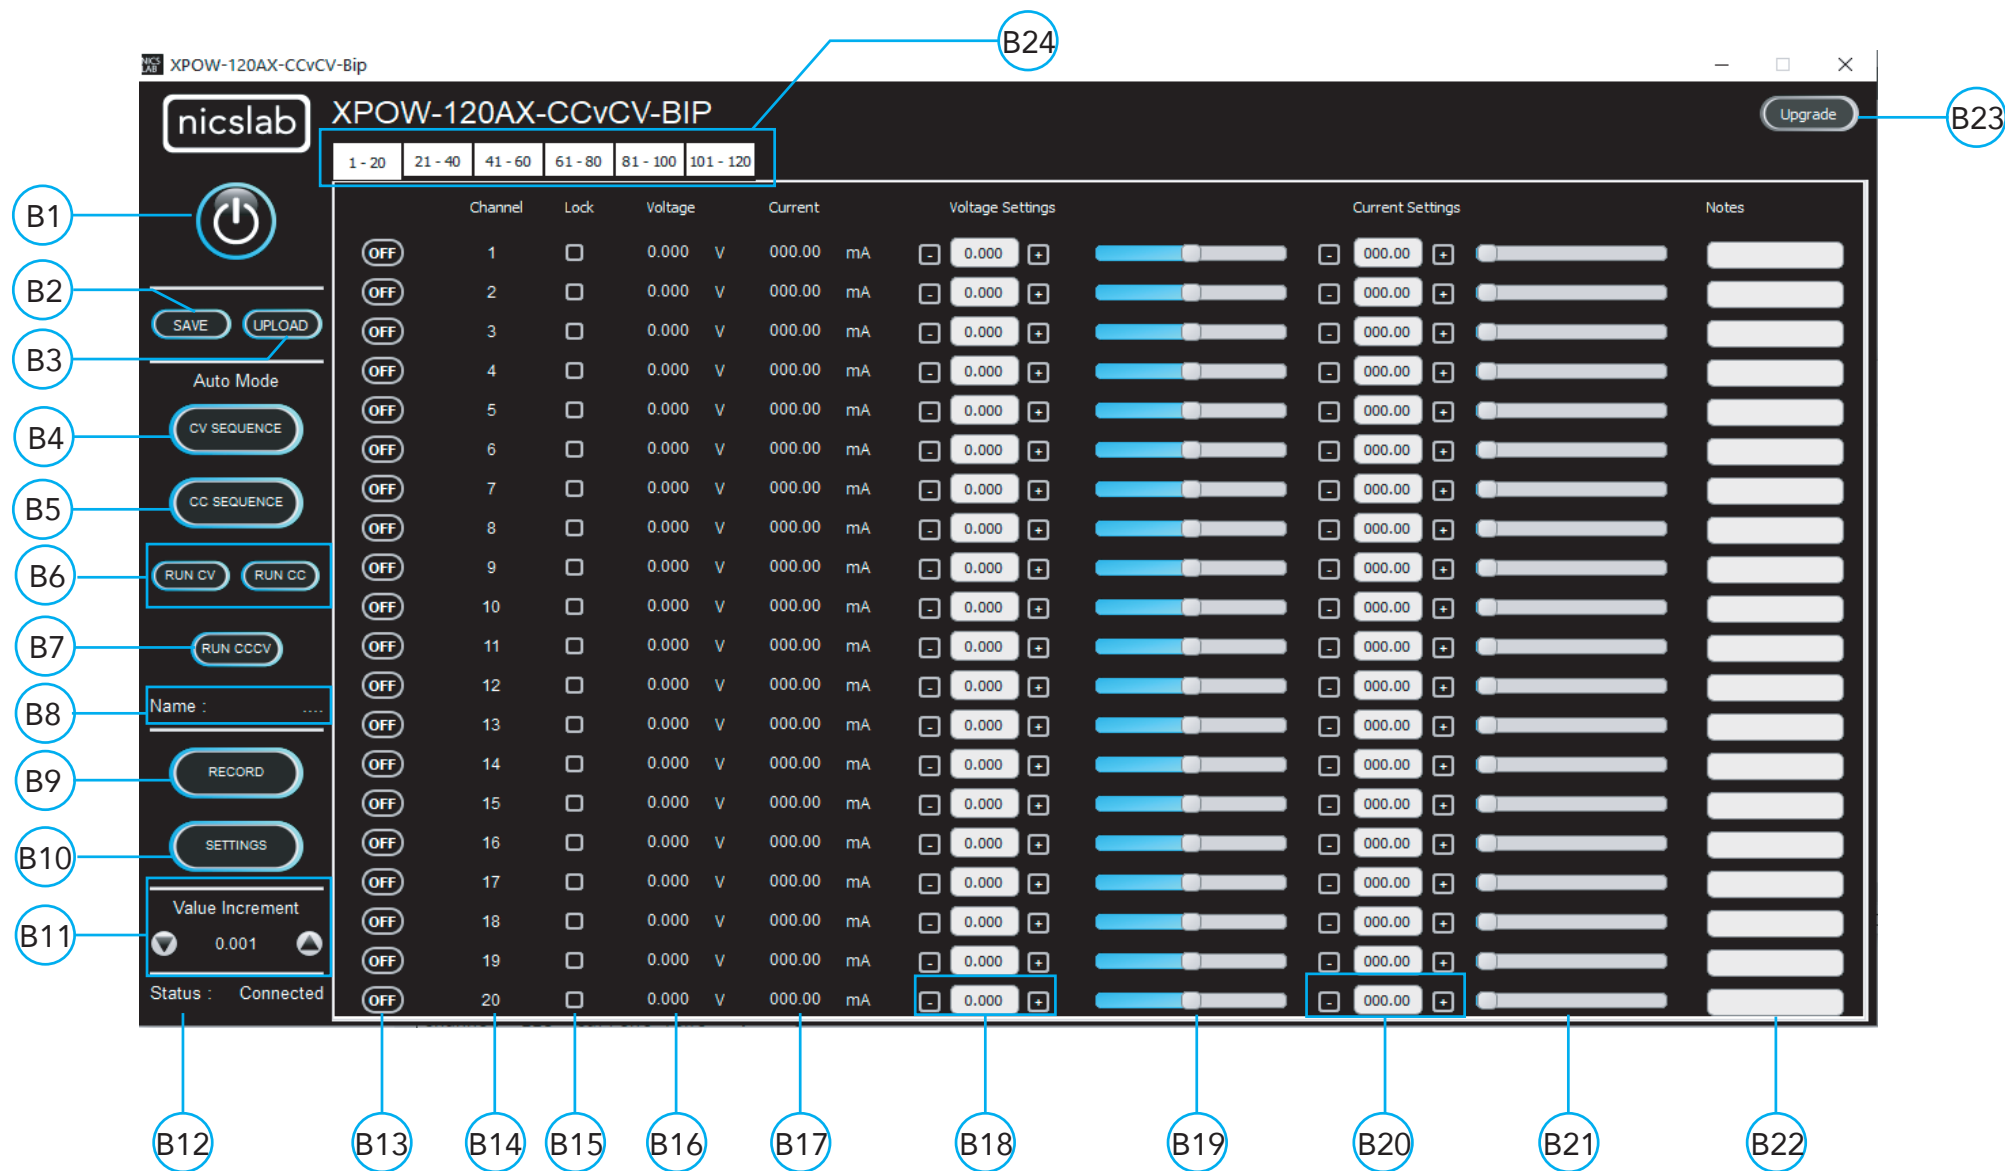 B24
NICS LAB XPOW-120AX-CCvCV-Bip
nicslab XPOW-120AX-CCvCV-BIP Upgrade B23
1 - 20 21 - 40 41 - 60 61 - 80 81 - 100 101 - 120
B1
B2
SAVE UPLOAD
B3
Auto Mode
B4 CV SEQUENCE
B5 CC SEQUENCE
B6 RUN CV RUN CC
B7 RUN CCCV
B8 Name : ....
B9 RECORD
B10 SETTINGS
B11 Value Increment
0.001
Status : Connected
Channel Lock Voltage Current Voltage Settings Current Settings Notes
OFF 1 0.000 V 000.00 mA - 0.000 + - 000.00 +
OFF 2 0.000 V 000.00 mA - 0.000 + - 000.00 +
OFF 3 0.000 V 000.00 mA - 0.000 + - 000.00 +
OFF 4 0.000 V 000.00 mA - 0.000 + - 000.00 +
OFF 5 0.000 V 000.00 mA - 0.000 + - 000.00 +
OFF 6 0.000 V 000.00 mA - 0.000 + - 000.00 +
OFF 7 0.000 V 000.00 mA - 0.000 + - 000.00 +
OFF 8 0.000 V 000.00 mA - 0.000 + - 000.00 +
OFF 9 0.000 V 000.00 mA - 0.000 + - 000.00 +
OFF 10 0.000 V 000.00 mA - 0.000 + - 000.00 +
OFF 11 0.000 V 000.00 mA - 0.000 + - 000.00 +
OFF 12 0.000 V 000.00 mA - 0.000 + - 000.00 +
OFF 13 0.000 V 000.00 mA - 0.000 + - 000.00 +
OFF 14 0.000 V 000.00 mA - 0.000 + - 000.00 +
OFF 15 0.000 V 000.00 mA - 0.000 + - 000.00 +
OFF 16 0.000 V 000.00 mA - 0.000 + - 000.00 +
OFF 17 0.000 V 000.00 mA - 0.000 + - 000.00 +
OFF 18 0.000 V 000.00 mA - 0.000 + - 000.00 +
OFF 19 0.000 V 000.00 mA - 0.000 + - 000.00 +
OFF 20 0.000 V 000.00 mA - 0.000 + - 000.00 +
B12 B13 B14 B15 B16 B17 B18 B19 B20 B21 B22